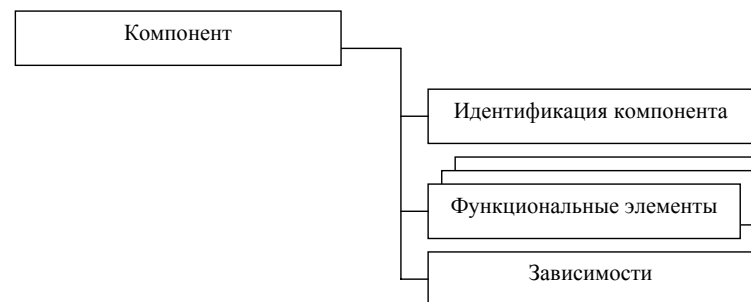 Компонент
Идентификация компонента
Функциональные элементы
Зависимости